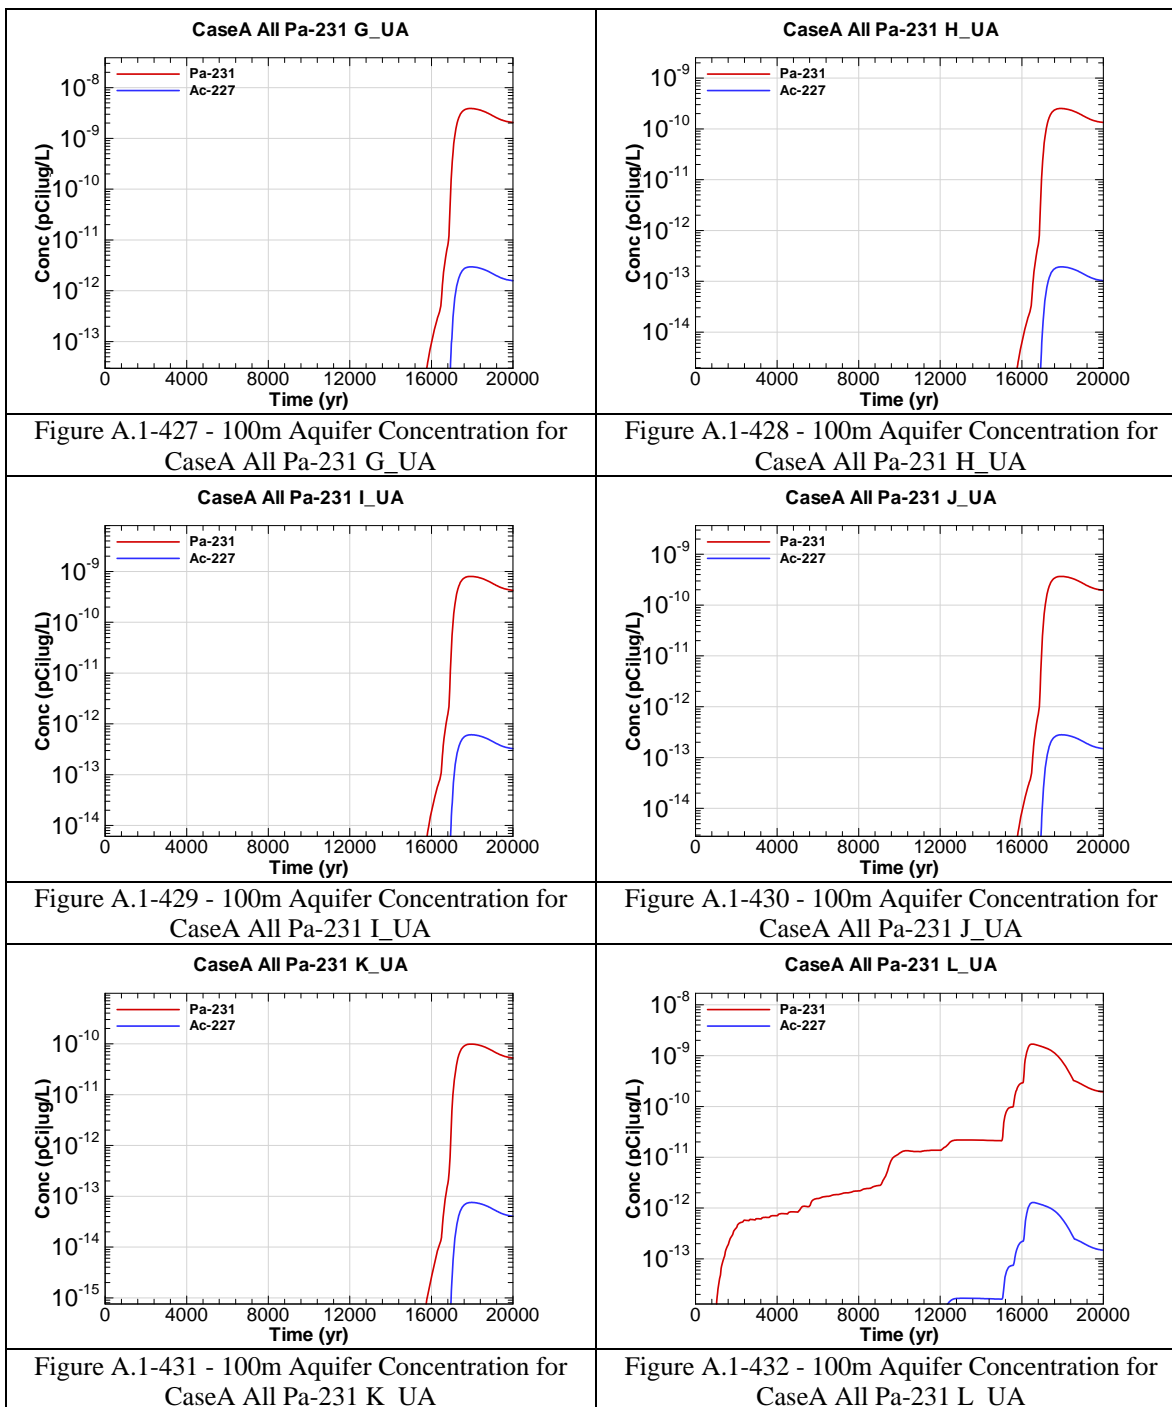 CaseA All Pa-231 G_UA
Pa-231
Ac-227
10^-8
10^-9
10^-10
10^-11
10^-12
10^-13
Conc (pCi|ug/L)
0 4000 8000 12000 16000 20000
Time (yr)
Figure A.1-427 - 100m Aquifer Concentration for
CaseA All Pa-231 G_UA
CaseA All Pa-231 H_UA
Pa-231
Ac-227
10^-9
10^-10
10^-11
10^-12
10^-13
10^-14
Conc (pCi|ug/L)
0 4000 8000 12000 16000 20000
Time (yr)
Figure A.1-428 - 100m Aquifer Concentration for
CaseA All Pa-231 H_UA
CaseA All Pa-231 I_UA
Pa-231
Ac-227
10^-9
10^-10
10^-11
10^-12
10^-13
10^-14
Conc (pCi|ug/L)
0 4000 8000 12000 16000 20000
Time (yr)
Figure A.1-429 - 100m Aquifer Concentration for
CaseA All Pa-231 I_UA
CaseA All Pa-231 J_UA
Pa-231
Ac-227
10^-9
10^-10
10^-11
10^-12
10^-13
10^-14
Conc (pCi|ug/L)
0 4000 8000 12000 16000 20000
Time (yr)
Figure A.1-430 - 100m Aquifer Concentration for
CaseA All Pa-231 J_UA
CaseA All Pa-231 K_UA
Pa-231
Ac-227
10^-10
10^-11
10^-12
10^-13
10^-14
10^-15
Conc (pCi|ug/L)
0 4000 8000 12000 16000 20000
Time (yr)
Figure A.1-431 - 100m Aquifer Concentration for
CaseA All Pa-231 K_UA
CaseA All Pa-231 L_UA
Pa-231
Ac-227
10^-8
10^-9
10^-10
10^-11
10^-12
10^-13
Conc (pCi|ug/L)
0 4000 8000 12000 16000 20000
Time (yr)
Figure A.1-432 - 100m Aquifer Concentration for
CaseA All Pa-231 L_UA